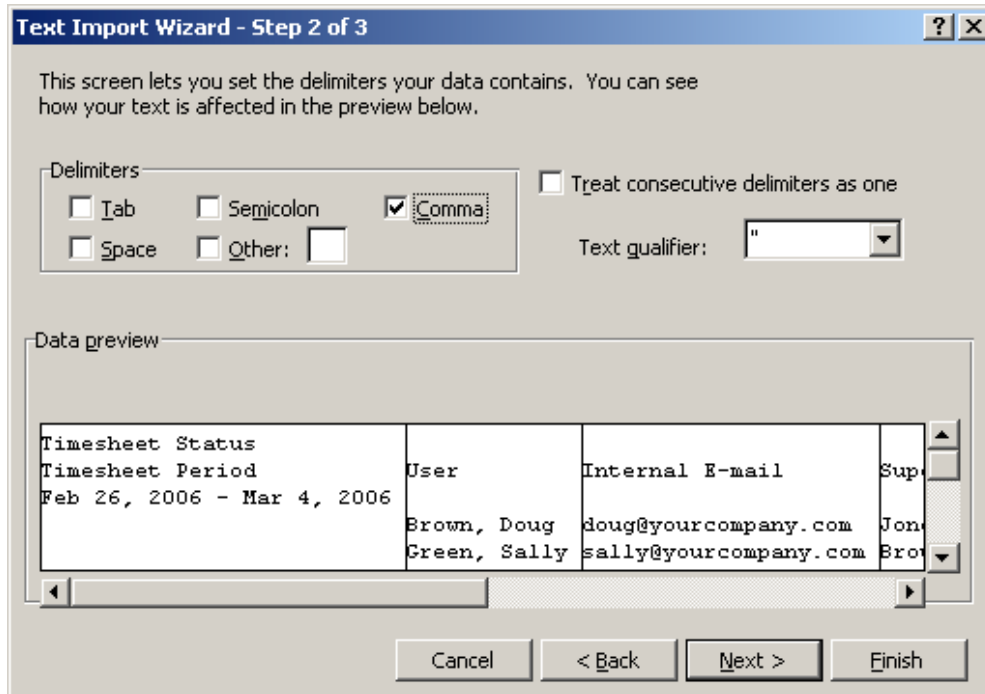 Text Import Wizard - Step 2 of 3
This screen lets you set the delimiters your data contains.  You can see
how your text is affected in the preview below.
Delimiters
Tab Semicolon Comma
Space Other:
Treat consecutive delimiters as one
Text qualifier: "
Data preview
Timesheet Status
Timesheet Period User Internal E-mail Sup
Feb 26, 2006 - Mar 4, 2006
Brown, Doug doug@yourcompany.com Jon
Green, Sally sally@yourcompany.com Bro
Cancel < Back Next > Finish